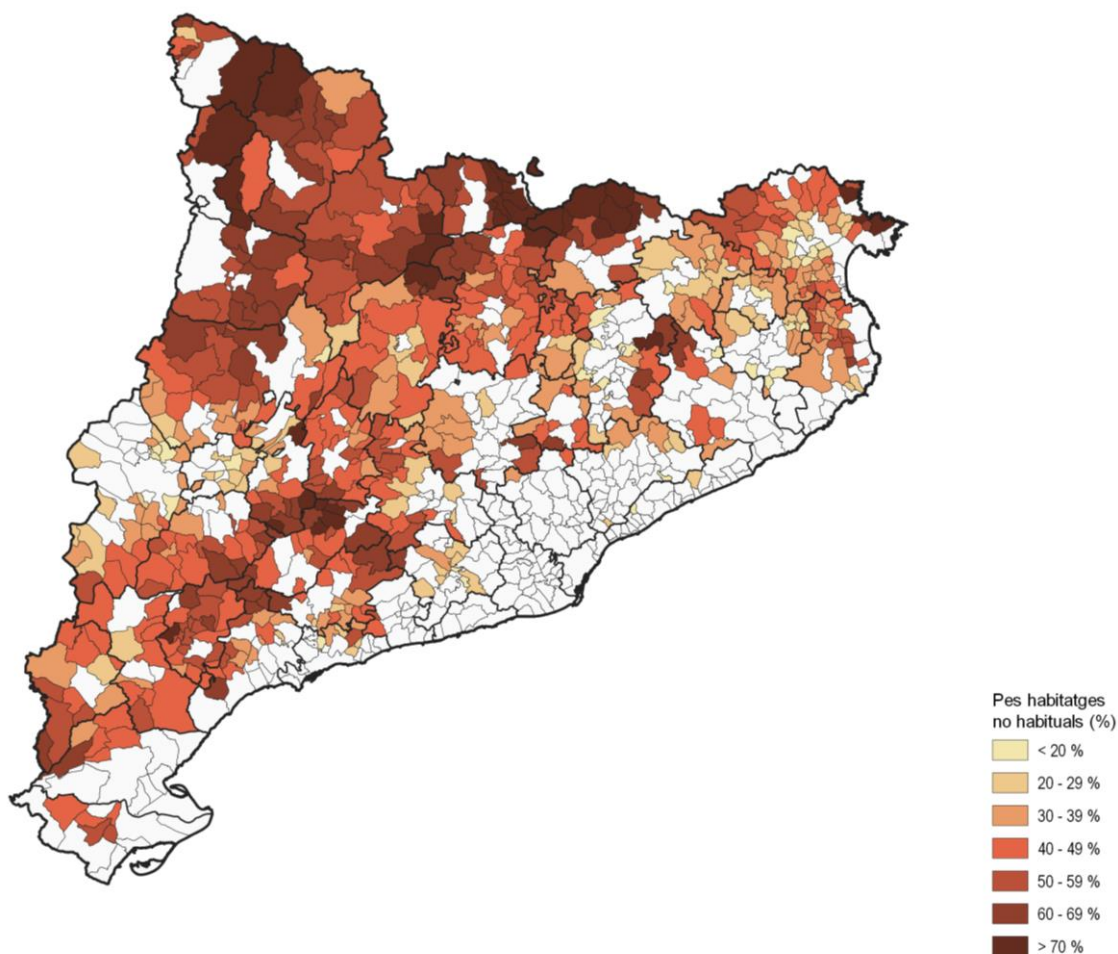 Pes habitatges
no habituals (%)
< 20 %
20 - 29 %
30 - 39 %
40 - 49 %
50 - 59 %
60 - 69 %
> 70 %